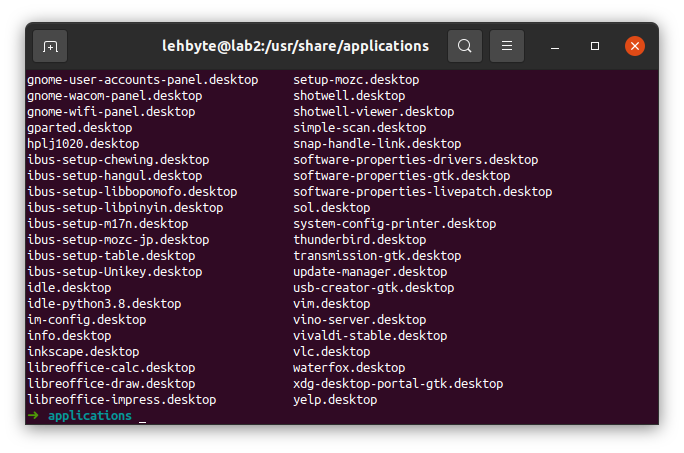 lehbyte@lab2:/usr/share/applications
gnome-user-accounts-panel.desktop setup-mozc.desktop
gnome-wacom-panel.desktop shotwell.desktop
gnome-wifi-panel.desktop shotwell-viewer.desktop
gparted.desktop simple-scan.desktop
hplj1020.desktop snap-handle-link.desktop
ibus-setup-chewing.desktop software-properties-drivers.desktop
ibus-setup-hangul.desktop software-properties-gtk.desktop
ibus-setup-libbopomofo.desktop software-properties-livepatch.desktop
ibus-setup-libpinyin.desktop sol.desktop
ibus-setup-m17n.desktop system-config-printer.desktop
ibus-setup-mozc-jp.desktop thunderbird.desktop
ibus-setup-table.desktop transmission-gtk.desktop
ibus-setup-Unikey.desktop update-manager.desktop
idle.desktop usb-creator-gtk.desktop
idle-python3.8.desktop vim.desktop
im-config.desktop vino-server.desktop
info.desktop vivaldi-stable.desktop
inkscape.desktop vlc.desktop
libreoffice-calc.desktop waterfox.desktop
libreoffice-draw.desktop xdg-desktop-portal-gtk.desktop
libreoffice-impress.desktop yelp.desktop
➜ applications _